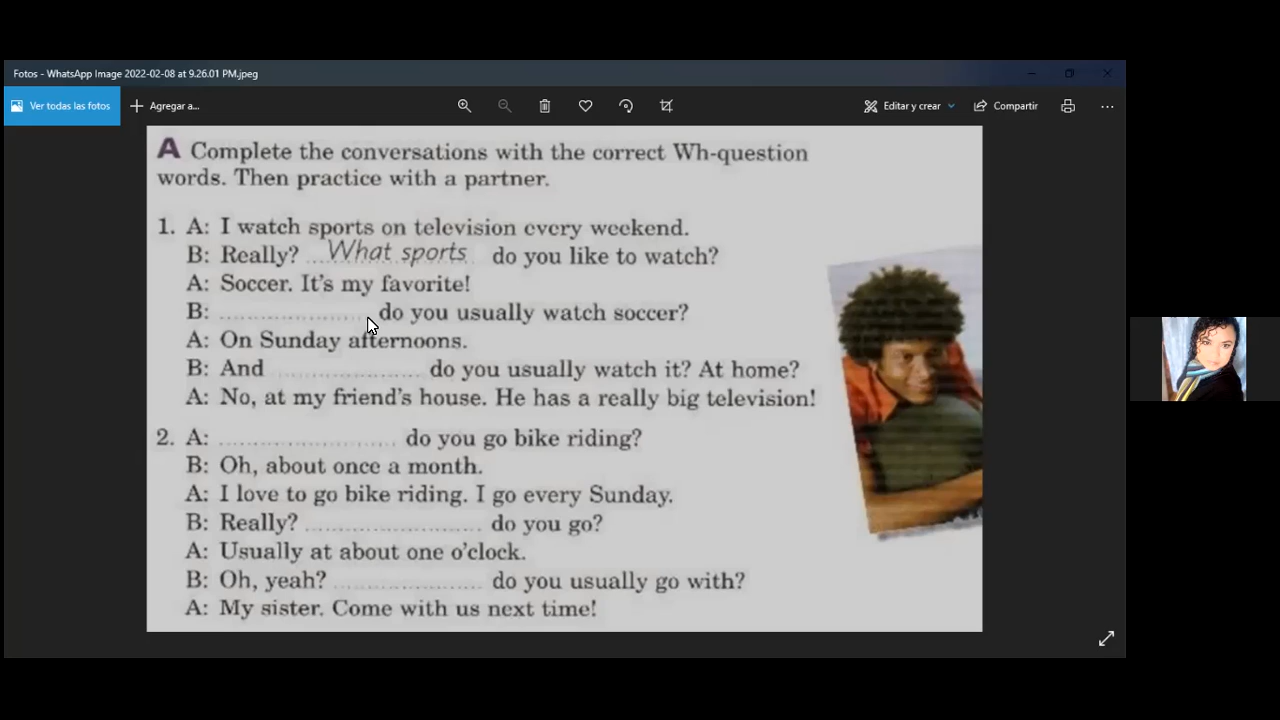 Fotos - WhatsApp Image 2022-02-08 at 9.26.01 PM.jpeg
Ver todas las fotos
Agregar a...
Editar y crear
Compartir
A Complete the conversations with the correct Wh-question
words. Then practice with a partner.
1. A: I watch sports on television every weekend.
B: Really? What sports do you like to watch?
A: Soccer. It's my favorite!
B: .................... do you usually watch soccer?
A: On Sunday afternoons.
B: And .................... do you usually watch it? At home?
A: No, at my friend's house. He has a really big television!
2. A: .................... do you go bike riding?
B: Oh, about once a month.
A: I love to go bike riding. I go every Sunday.
B: Really? .................... do you go?
A: Usually at about one o'clock.
B: Oh, yeah? .................... do you usually go with?
A: My sister. Come with us next time!